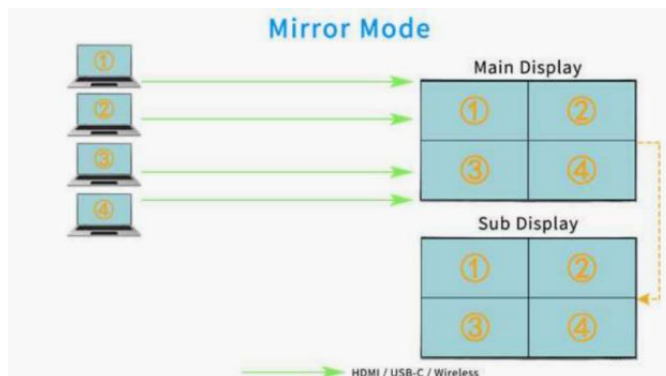 Mirror Mode
①
②
③
④
Main Display
① ②
③ ④
Sub Display
① ②
③ ④
HDMI / USB-C / Wireless